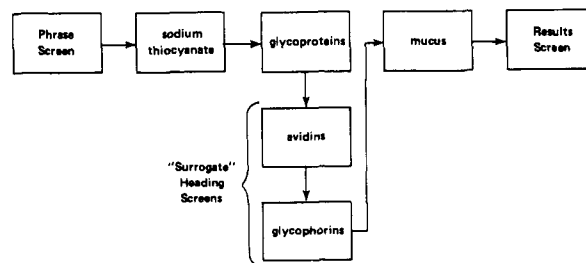 Phrase
Screen
sodium
thiocyanate
glycoproteins
mucus
Results
Screen
avidins
"Surrogate"
Heading
Screens
glycophorins